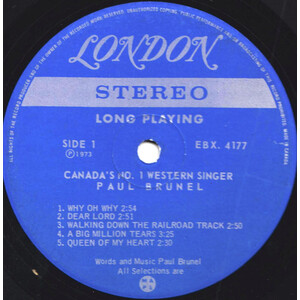 LONDON
STEREO
LONG PLAYING
SIDE 1
EBX. 4177
Ⓟ1973
CANADA'S NO. 1 WESTERN SINGER
PAUL BRUNEL
1. WHY OH WHY 2:54
2. DEAR LORD 2:50
3. WALKING DOWN THE RAILROAD TRACK 2:50
4. A BIG MILLION TEARS 3:25
5. QUEEN OF MY HEART 2:30
Words and Music Paul Brunel
All Selections are